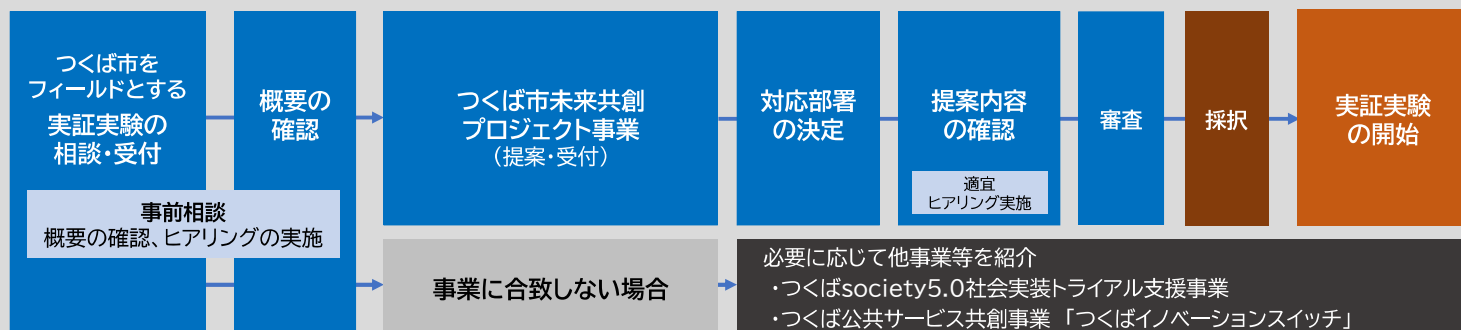 つくば市を
フィールドとする
実証実験の
相談・受付
概要の
確認
事前相談
概要の確認、ヒアリングの実施
つくば市未来共創
プロジェクト事業
（提案・受付）
対応部署
の決定
提案内容
の確認
適宜
ヒアリング実施
審査
採択
実証実験
の開始
事業に合致しない場合
必要に応じて他事業等を紹介
・つくばsociety5.0社会実装トライアル支援事業
・つくば公共サービス共創事業 「つくばイノベーションスイッチ」